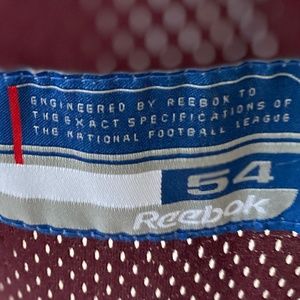 ENGINEERED BY REEBOK TO
THE EXACT SPECIFICATIONS OF
THE NATIONAL FOOTBALL LEAGUE
54
Reebok